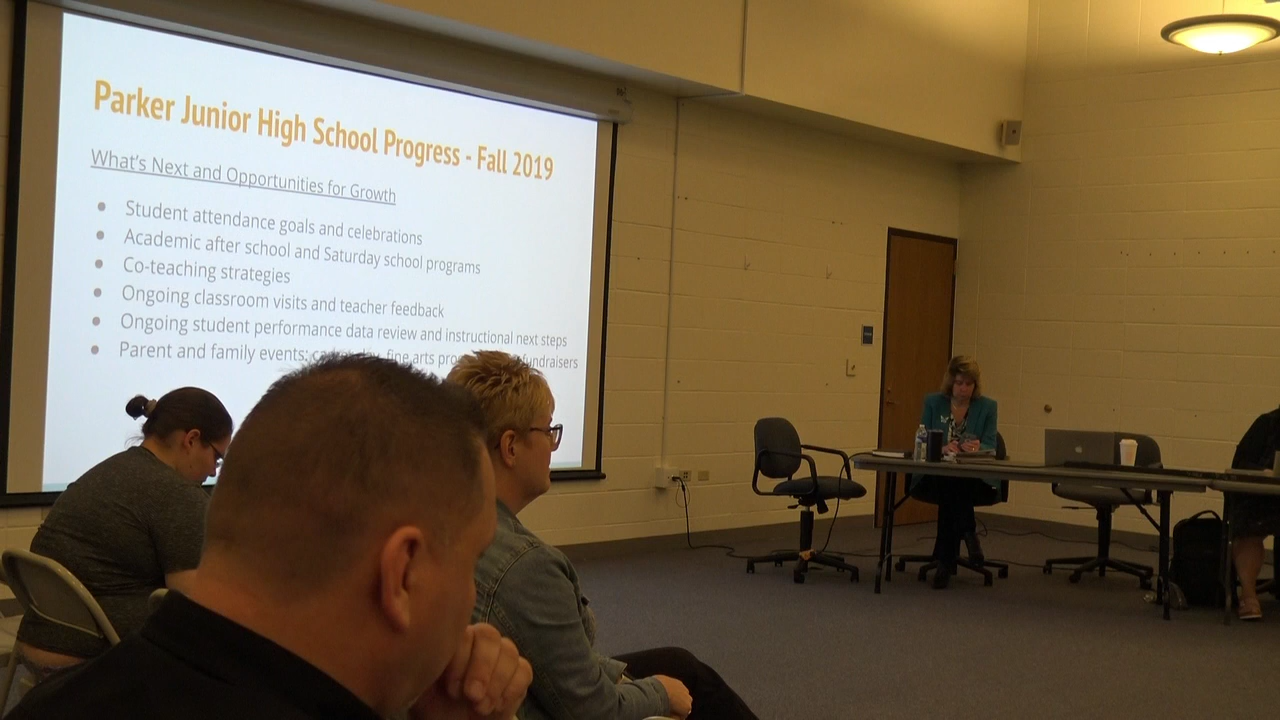 Parker Junior High School Progress - Fall 2019
What's Next and Opportunities for Growth
Student attendance goals and celebrations
Academic after school and Saturday school programs
Co-teaching strategies
Ongoing classroom visits and teacher feedback
Ongoing student performance data review and instructional next steps
Parent and family events: fine arts fundraisers